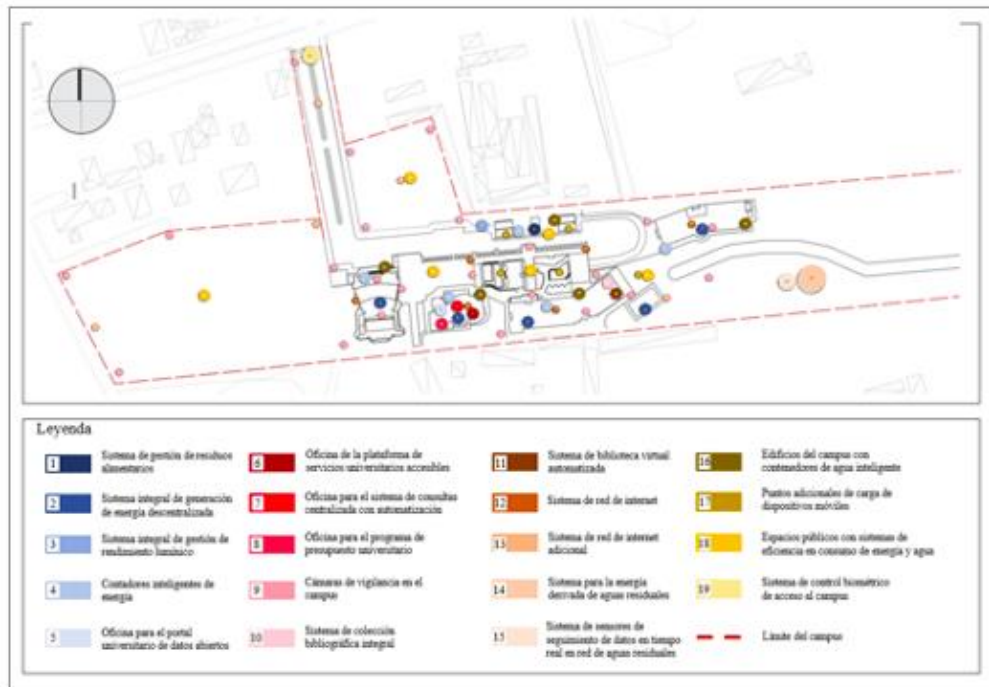 Leyenda
1
Sistema de gestión de residuos
alimentarios
2
Sistema integral de generación
de energía descentralizada
3
Sistema integral de gestión de
rendimiento lumínico
4
Contadores inteligentes de
energía
5
Oficina para el portal
universitario de datos abiertos
6
Oficina de la plataforma de
servicios universitarios accesibles
7
Oficina para el sistema de consultas
centralizada con automatización
8
Oficina para el programa de
presupuesto universitario
9
Cámaras de vigilancia en el
campus
10
Sistema de colección
bibliográfica integral
11
Sistema de biblioteca virtual
automatizada
12
Sistema de red de internet
13
Sistema de red de internet
adicional
14
Sistema para la energía
derivada de aguas residuales
15
Sistema de sensores de
seguimiento de datos en tiempo
real en red de aguas residuales
16
Edificios del campus con
contenedores de agua inteligente
17
Puntos adicionales de carga de
dispositivos móviles
18
Espacios públicos con sistemas de
eficiencia en consumo de energía y agua
19
Sistema de control biométrico
de acceso al campus
Límite del campus